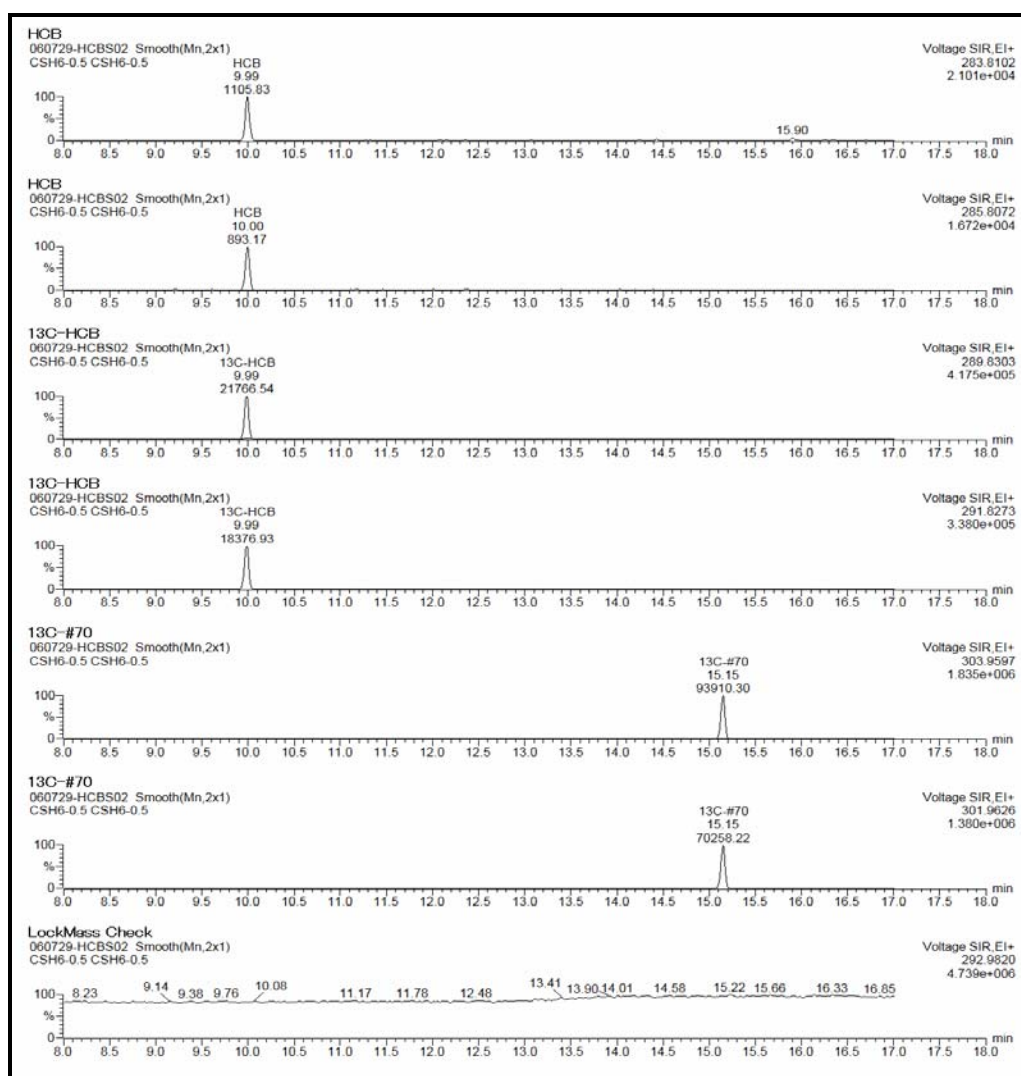 HCB
060729-HCBS02 Smooth(Mn,2x1)
CSH6-0.5 CSH6-0.5
Voltage SIR,EI+
283.8102
2.101e+004
HCB
9.99
1105.83
15.90
100
%
0
8.0 8.5 9.0 9.5 10.0 10.5 11.0 11.5 12.0 12.5 13.0 13.5 14.0 14.5 15.0 15.5 16.0 16.5 17.0 17.5 18.0 min
HCB
060729-HCBS02 Smooth(Mn,2x1)
CSH6-0.5 CSH6-0.5
Voltage SIR,EI+
285.8072
1.672e+004
HCB
10.00
893.17
100
%
0
8.0 8.5 9.0 9.5 10.0 10.5 11.0 11.5 12.0 12.5 13.0 13.5 14.0 14.5 15.0 15.5 16.0 16.5 17.0 17.5 18.0 min
13C-HCB
060729-HCBS02 Smooth(Mn,2x1)
CSH6-0.5 CSH6-0.5
Voltage SIR,EI+
289.8303
4.175e+005
13C-HCB
9.99
21766.54
100
%
0
8.0 8.5 9.0 9.5 10.0 10.5 11.0 11.5 12.0 12.5 13.0 13.5 14.0 14.5 15.0 15.5 16.0 16.5 17.0 17.5 18.0 min
13C-HCB
060729-HCBS02 Smooth(Mn,2x1)
CSH6-0.5 CSH6-0.5
Voltage SIR,EI+
291.8273
3.380e+005
13C-HCB
9.99
18376.93
100
%
0
8.0 8.5 9.0 9.5 10.0 10.5 11.0 11.5 12.0 12.5 13.0 13.5 14.0 14.5 15.0 15.5 16.0 16.5 17.0 17.5 18.0 min
13C-#70
060729-HCBS02 Smooth(Mn,2x1)
CSH6-0.5 CSH6-0.5
Voltage SIR,EI+
303.9597
1.835e+006
13C-#70
15.15
93910.30
100
%
0
8.0 8.5 9.0 9.5 10.0 10.5 11.0 11.5 12.0 12.5 13.0 13.5 14.0 14.5 15.0 15.5 16.0 16.5 17.0 17.5 18.0 min
13C-#70
060729-HCBS02 Smooth(Mn,2x1)
CSH6-0.5 CSH6-0.5
Voltage SIR,EI+
301.9626
1.380e+006
13C-#70
15.15
70258.22
100
%
0
8.0 8.5 9.0 9.5 10.0 10.5 11.0 11.5 12.0 12.5 13.0 13.5 14.0 14.5 15.0 15.5 16.0 16.5 17.0 17.5 18.0 min
LockMass Check
060729-HCBS02 Smooth(Mn,2x1)
CSH6-0.5 CSH6-0.5
Voltage SIR,EI+
292.9820
4.739e+006
8.23 9.14 9.38 9.76 10.08 11.17 11.78 12.48 13.41 13.90 14.01 14.58 15.22 15.66 16.33 16.85
100
%
0
8.0 8.5 9.0 9.5 10.0 10.5 11.0 11.5 12.0 12.5 13.0 13.5 14.0 14.5 15.0 15.5 16.0 16.5 17.0 17.5 18.0 min